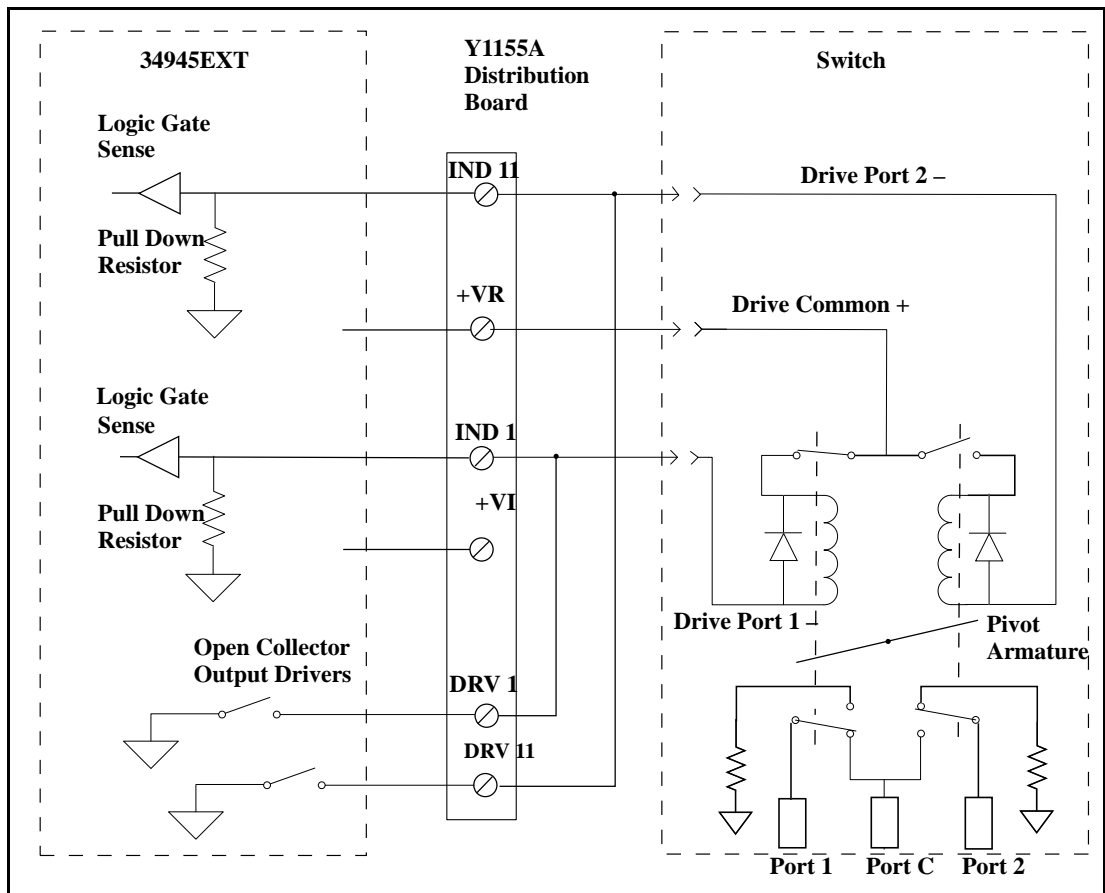 34945EXT
Y1155A
Distribution
Board
Switch
Logic Gate
Sense
IND 11
Drive Port 2 –
Pull Down
Resistor
+VR
Drive Common +
Logic Gate
Sense
IND 1
+VI
Pull Down
Resistor
Drive Port 1 –
Pivot
Armature
Open Collector
Output Drivers
DRV 1
DRV 11
Port 1
Port C
Port 2